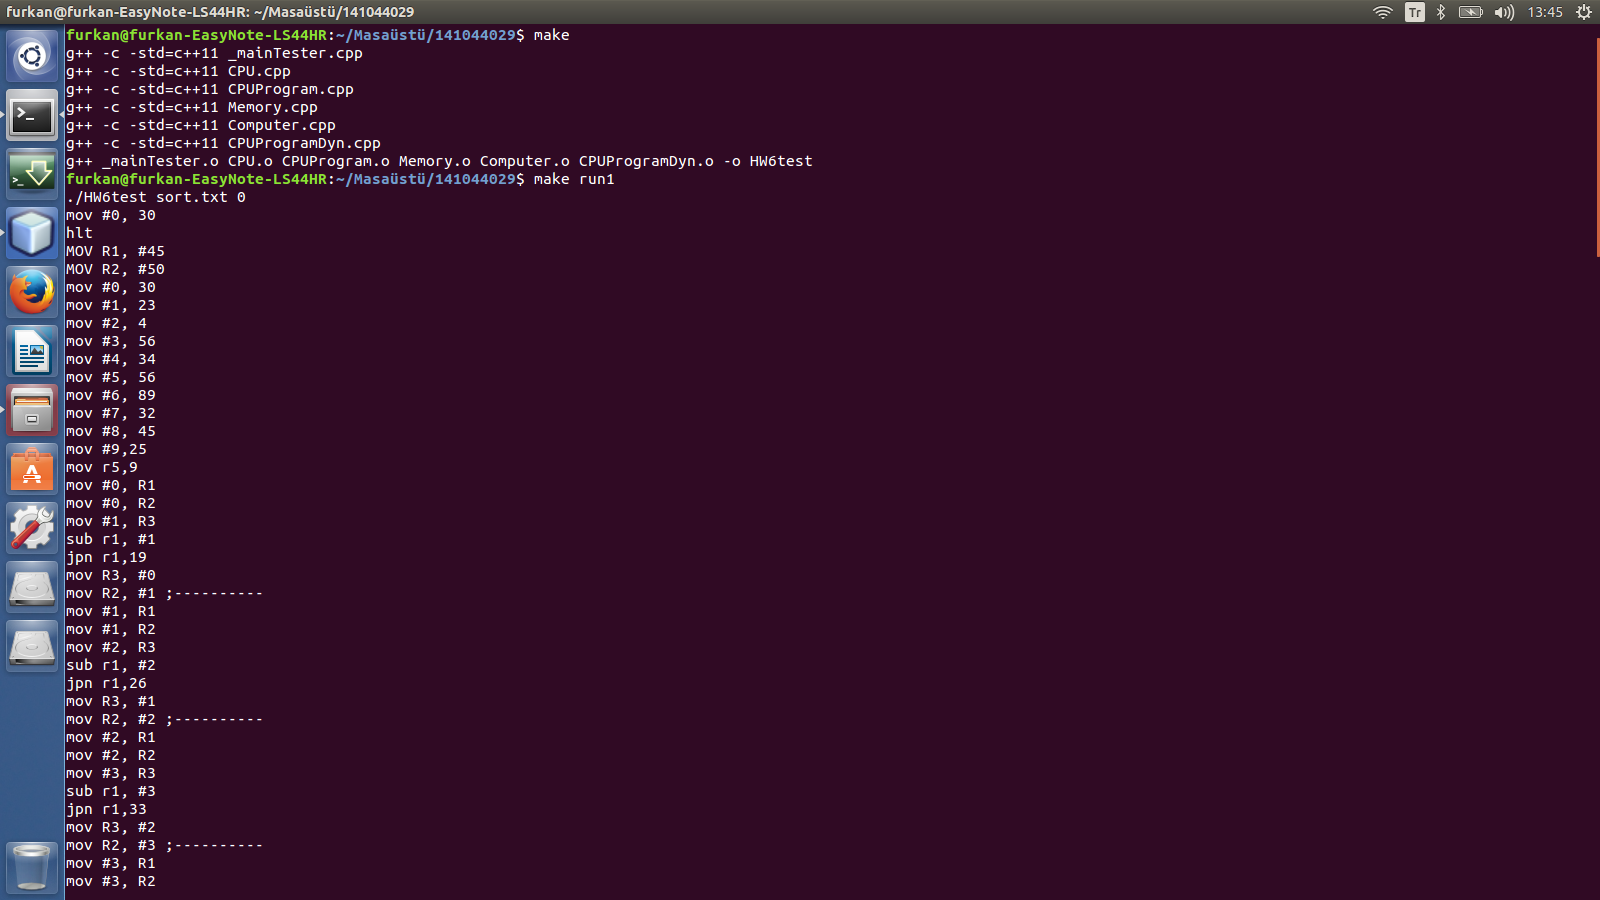 furkan@furkan-EasyNote-LS44HR: ~/Masaüstü/141044029
Tr
13:45
furkan@furkan-EasyNote-LS44HR:~/Masaüstü/141044029$ make
g++ -c -std=c++11 _mainTester.cpp
g++ -c -std=c++11 CPU.cpp
g++ -c -std=c++11 CPUProgram.cpp
g++ -c -std=c++11 Memory.cpp
g++ -c -std=c++11 Computer.cpp
g++ -c -std=c++11 CPUProgramDyn.cpp
g++ _mainTester.o CPU.o CPUProgram.o Memory.o Computer.o CPUProgramDyn.o -o HW6test
furkan@furkan-EasyNote-LS44HR:~/Masaüstü/141044029$ make run1
./HW6test sort.txt 0
mov #0, 30
hlt
MOV R1, #45
MOV R2, #50
mov #0, 30
mov #1, 23
mov #2, 4
mov #3, 56
mov #4, 34
mov #5, 56
mov #6, 89
mov #7, 32
mov #8, 45
mov #9,25
mov r5,9
mov #0, R1
mov #0, R2
mov #1, R3
sub r1, #1
jpn r1,19
mov R3, #0
mov R2, #1 ;----------
mov #1, R1
mov #1, R2
mov #2, R3
sub r1, #2
jpn r1,26
mov R3, #1
mov R2, #2 ;----------
mov #2, R1
mov #2, R2
mov #3, R3
sub r1, #3
jpn r1,33
mov R3, #2
mov R2, #3 ;----------
mov #3, R1
mov #3, R2